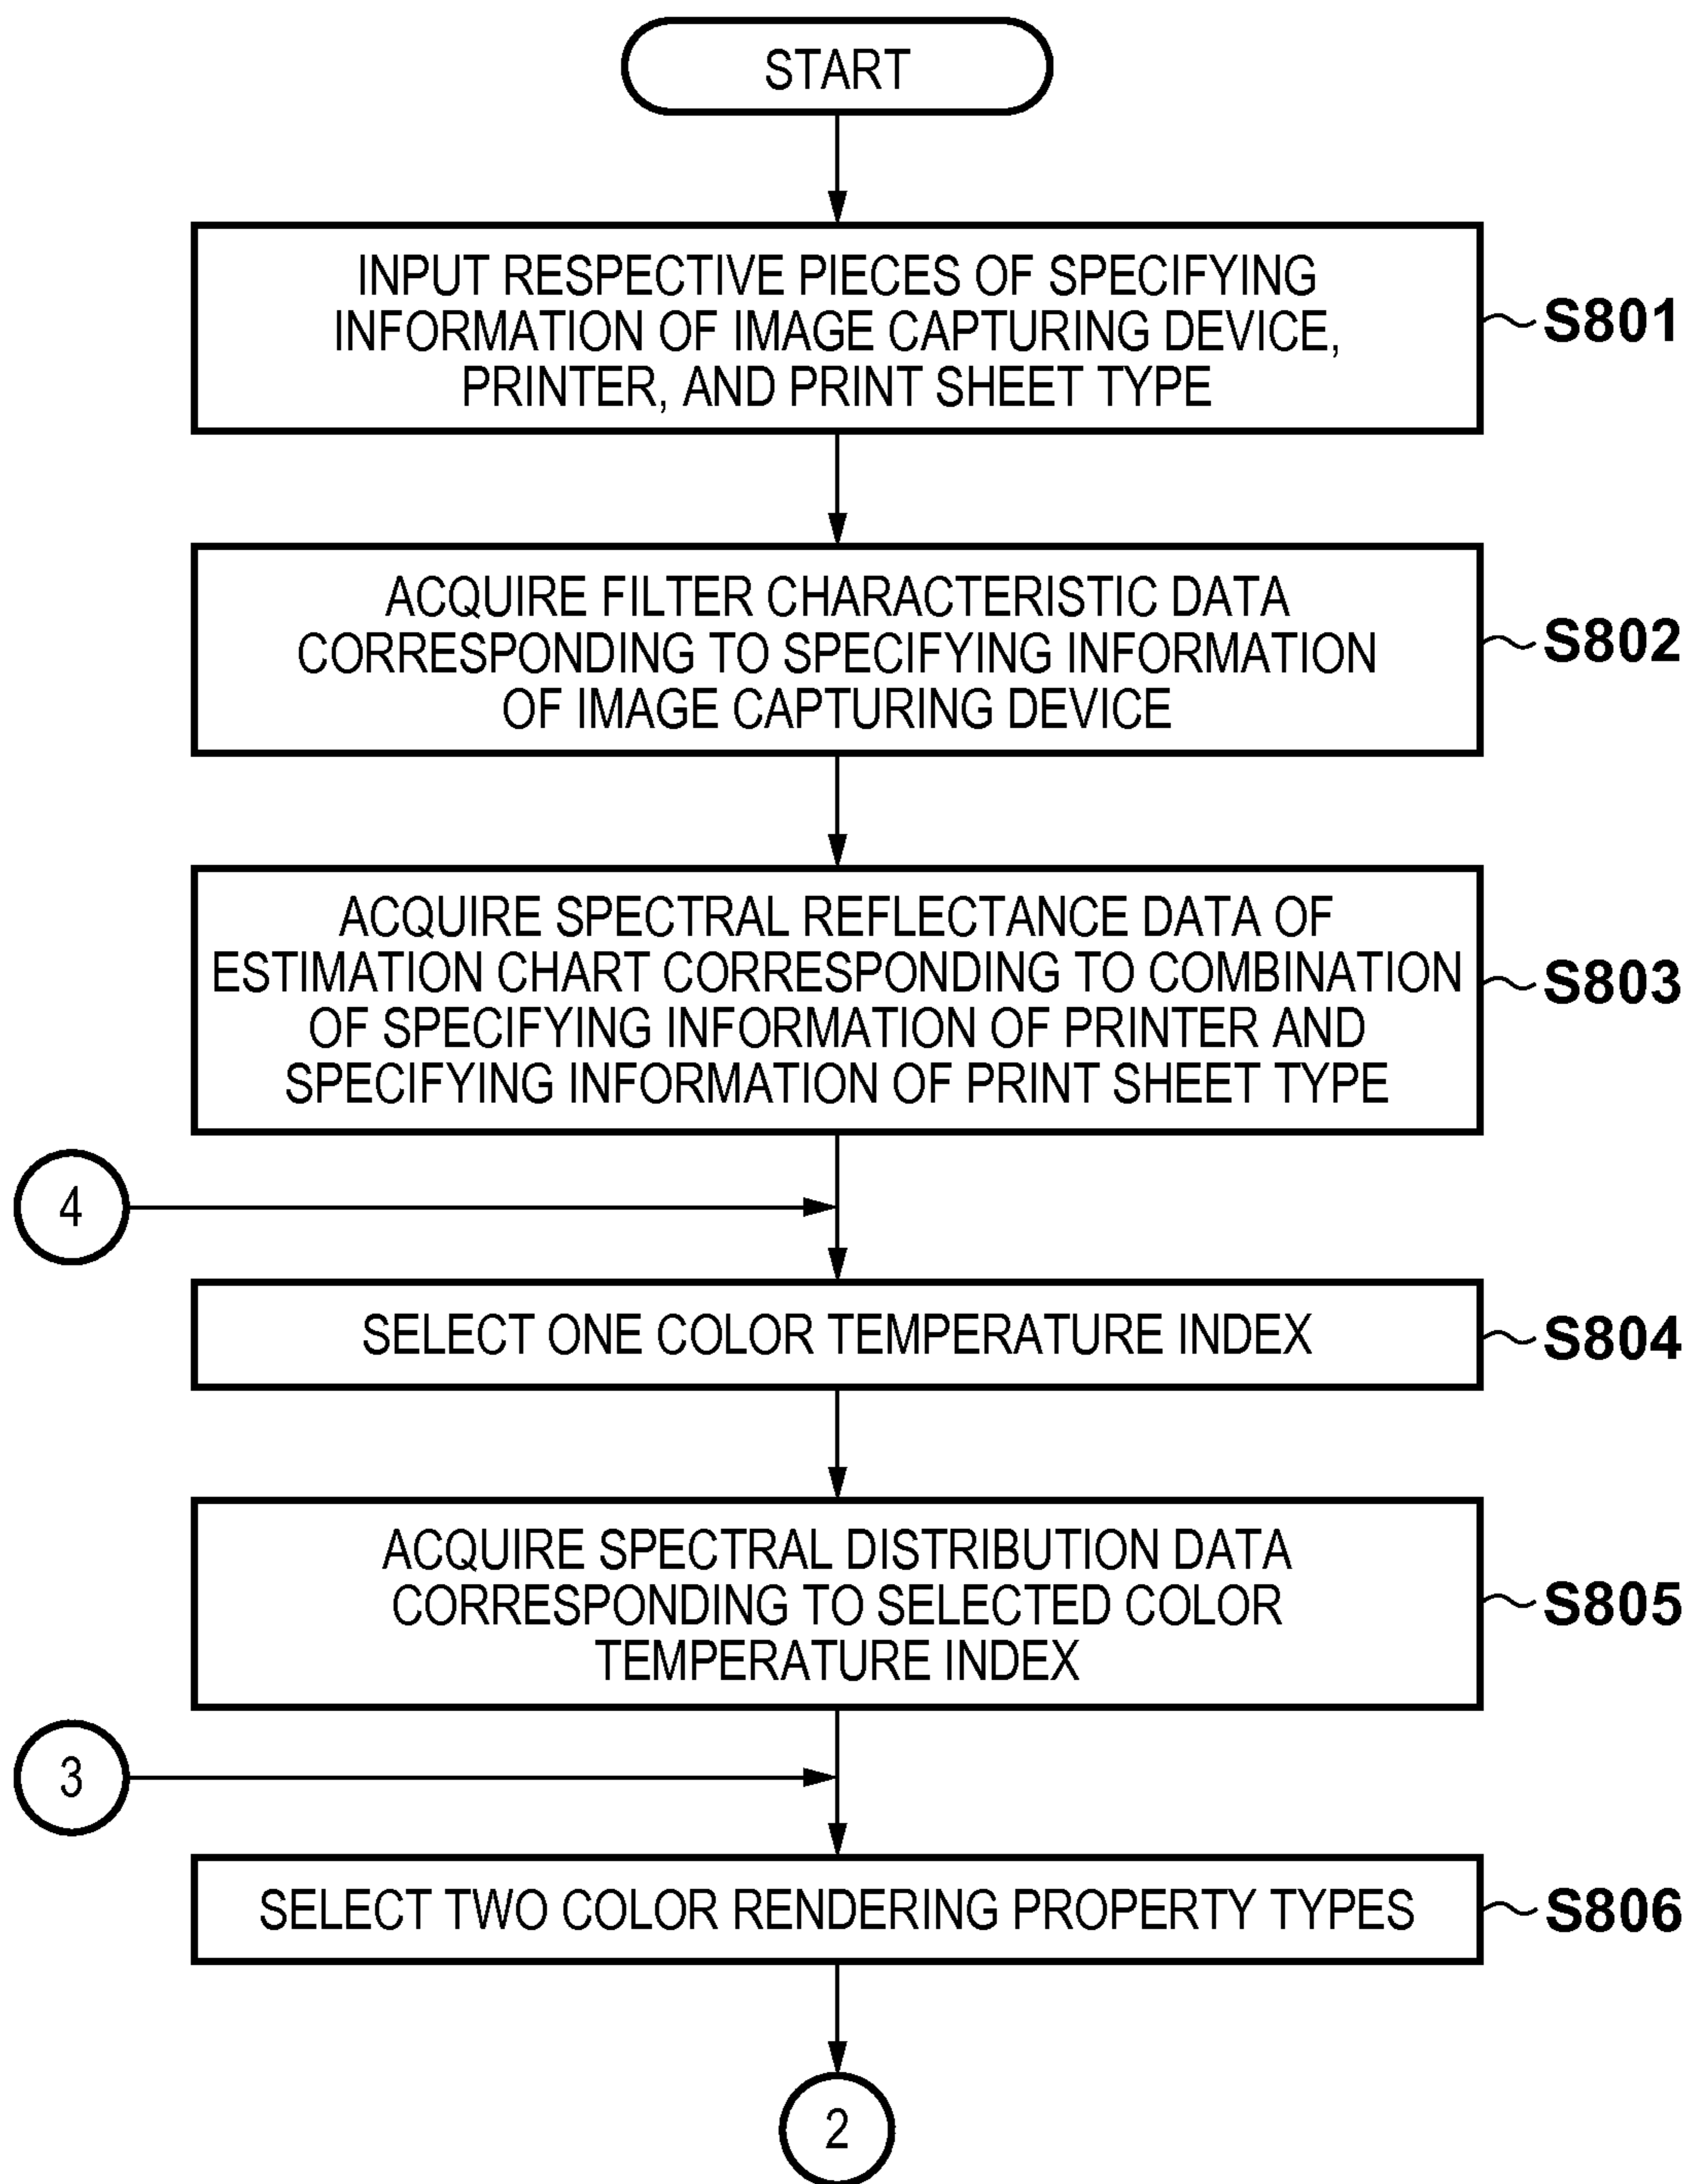 START
INPUT RESPECTIVE PIECES OF SPECIFYING
INFORMATION OF IMAGE CAPTURING DEVICE,
PRINTER, AND PRINT SHEET TYPE
S801
ACQUIRE FILTER CHARACTERISTIC DATA
CORRESPONDING TO SPECIFYING INFORMATION
OF IMAGE CAPTURING DEVICE
S802
ACQUIRE SPECTRAL REFLECTANCE DATA OF
ESTIMATION CHART CORRESPONDING TO COMBINATION
OF SPECIFYING INFORMATION OF PRINTER AND
SPECIFYING INFORMATION OF PRINT SHEET TYPE
S803
4
SELECT ONE COLOR TEMPERATURE INDEX
S804
ACQUIRE SPECTRAL DISTRIBUTION DATA
CORRESPONDING TO SELECTED COLOR
TEMPERATURE INDEX
S805
3
SELECT TWO COLOR RENDERING PROPERTY TYPES
S806
2